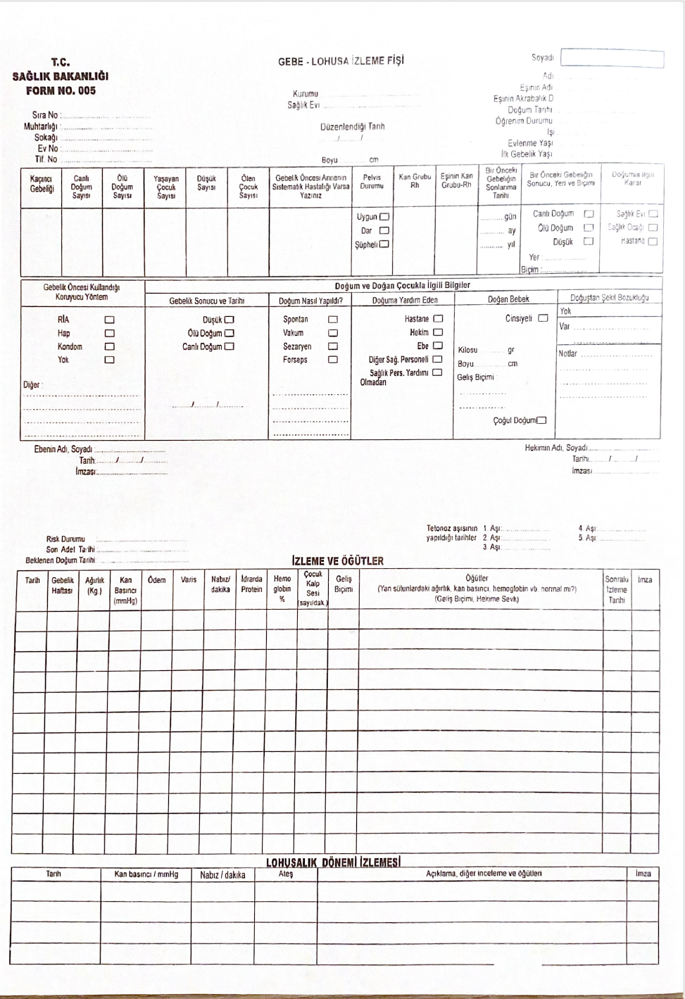 T.C.
SAĞLIK BAKANLIĞI
FORM NO. 005
GEBE - LOHUSA İZLEME FİŞİ
Soyadı
Adı
Eşinin Adı
Eşinin Akrabalık D
Doğum Tarihi
Öğrenim Durumu
İşi
Evlenme Yaşı
İlk Gebelik Yaşı
Kurumu
Sağlık Evi
Düzenlendiği Tarih
/ /
Boyu cm
Sıra No :
Muhtarlığı :
Sokağı :
Ev No :
Tlf. No
Kaçıncı Gebeliği
Canlı Doğum Sayısı
Ölü Doğum Sayısı
Yaşayan Çocuk Sayısı
Düşük Sayısı
Ölen Çocuk Sayısı
Gebelik Öncesi Annenin Sistematik Hastalığı Varsa Yazınız
Pelvis Durumu
Kan Grubu Rh
Eşinin Kan Grubu-Rh
Bir Önceki Gebeliğin Sonlanma Tarihi
Bir Önceki Gebeliğin Sonucu, Yeri ve Biçimi
Doğumla İlgili Karar
Uygun
Dar
Şüpheli
gün
ay
yıl
Canlı Doğum
Ölü Doğum
Düşük
Yer :
Biçim :
Sağlık Evi
Sağlık Ocağı
Hastane
Gebelik Öncesi Kullandığı Koruyucu Yöntem
RİA
Hap
Kondom
Yok
Diğer :
Doğum ve Doğan Çocukla İlgili Bilgiler
Gebelik Sonucu ve Tarihi
Düşük
Ölü Doğum
Canlı Doğum
/ /
Doğum Nasıl Yapıldı?
Spontan
Vakum
Sezaryen
Forseps
Doğuma Yardım Eden
Hastane
Hekim
Ebe
Diğer Sağ. Personeli
Sağlık Pers. Yardımı
Olmadan
Doğan Bebek
Cinsiyeti
Kilosu gr
Boyu cm
Geliş Biçimi
Çoğul Doğum
Doğuştan Şekil Bozukluğu
Yok
Var
Notlar
Ebenin Adı, Soyadı :
Tarih: / /
İmzası:
Hekimin Adı, Soyadı
Tarihi / /
İmzası
Risk Durumu :
Son Adet Tarihi :
Beklenen Doğum Tarihi:
Tetonoz aşısının yapıldığı tarihler
1. Aşı:
2. Aşı:
3. Aşı
4. Aşı:
5. Aşı:
İZLEME VE ÖĞÜTLER
Tarih
Gebelik Haftası
Ağırlık (Kg.)
Kan Basıncı (mmHg)
Ödem
Varis
Nabız/ dakika
İdrarda Protein
Hemo globin %
Çocuk Kalp Sesi (sayı/dak.)
Geliş Biçimi
Öğütler
(Yan sütunlardaki ağırlık, kan basıncı, hemoglobin vb. normal mı?)
(Geliş Biçimi, Hekime Sevk)
Sonraki İzleme Tarihi
İmza
LOHUSALIK DÖNEMİ İZLEMESİ
Tarih
Kan basıncı / mmHg
Nabız / dakika
Ateş
Açıklama, diğer inceleme ve öğütleri
İmza